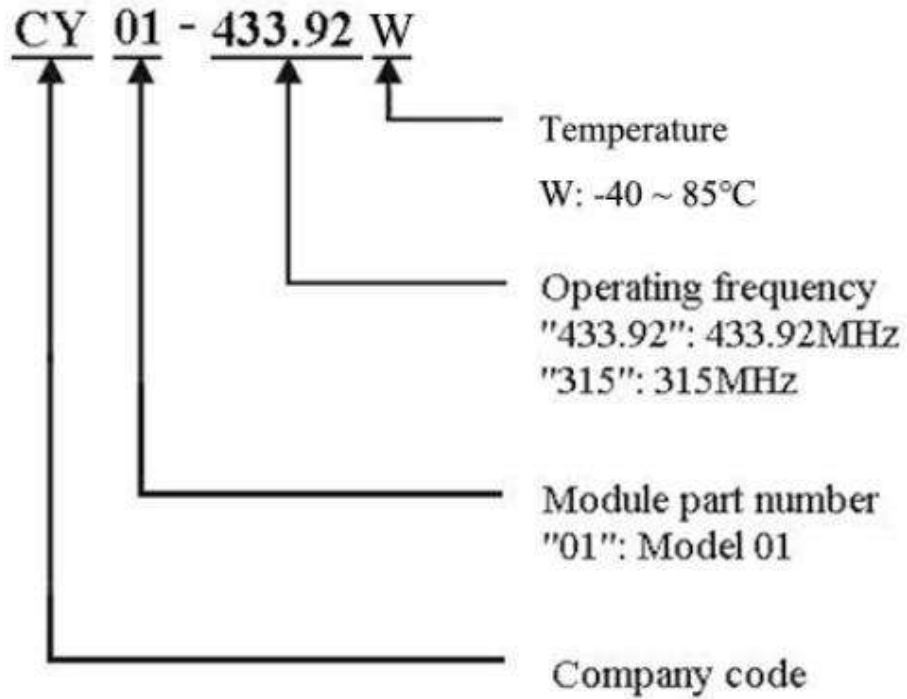 CY 01 - 433.92 W
Temperature
W: -40 ~ 85°C
Operating frequency
"433.92": 433.92MHz
"315": 315MHz
Module part number
"01": Model 01
Company code